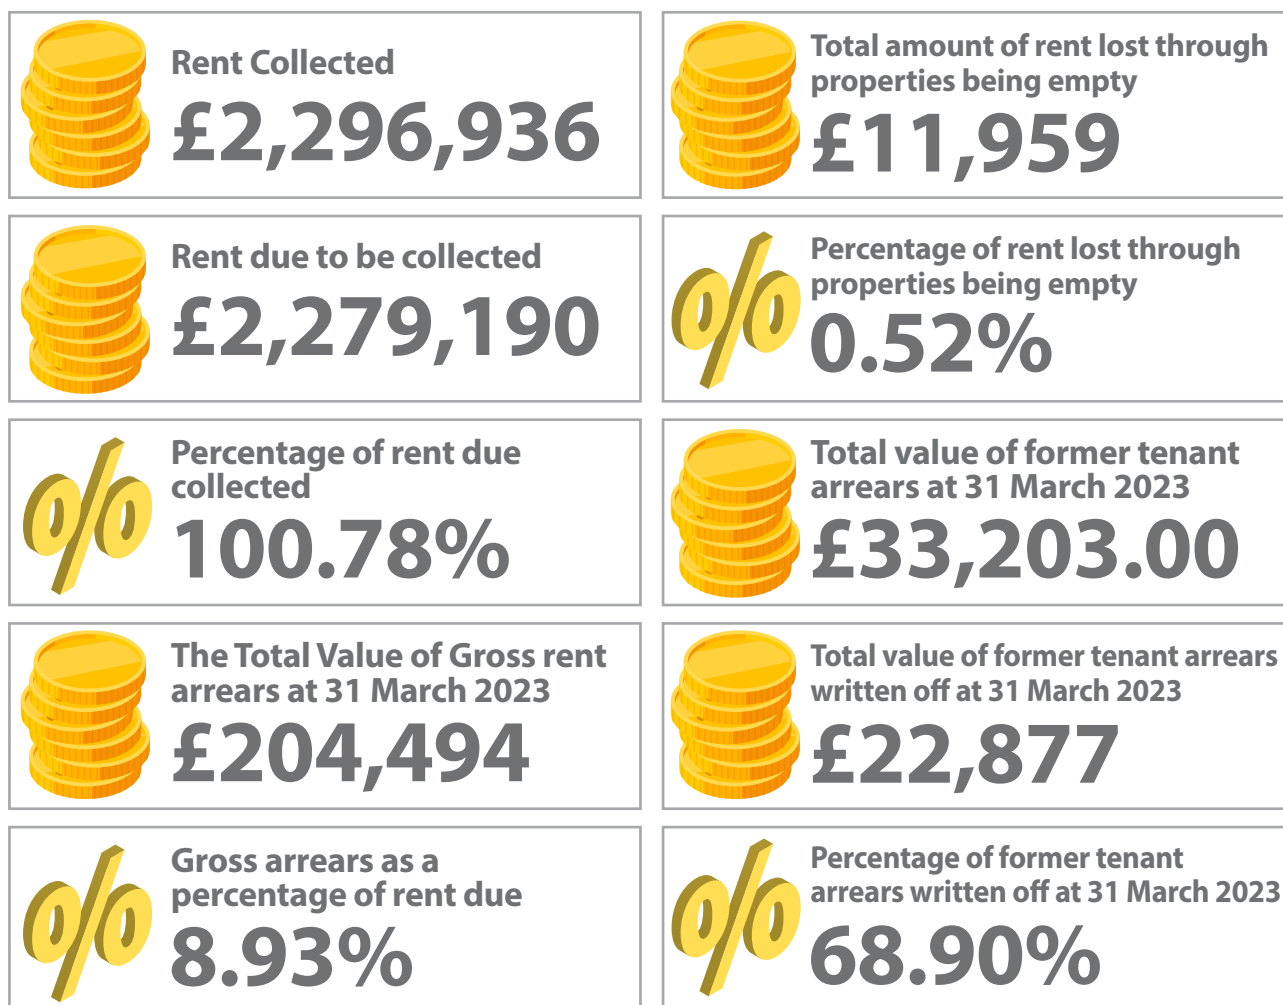 Rent Collected
£2,296,936
Total amount of rent lost through
properties being empty
£11,959
Rent due to be collected
£2,279,190
Percentage of rent lost through
properties being empty
0.52%
Percentage of rent due
collected
100.78%
Total value of former tenant
arrears at 31 March 2023
£33,203.00
The Total Value of Gross rent
arrears at 31 March 2023
£204,494
Total value of former tenant arrears
written off at 31 March 2023
£22,877
Gross arrears as a
percentage of rent due
8.93%
Percentage of former tenant
arrears written off at 31 March 2023
68.90%